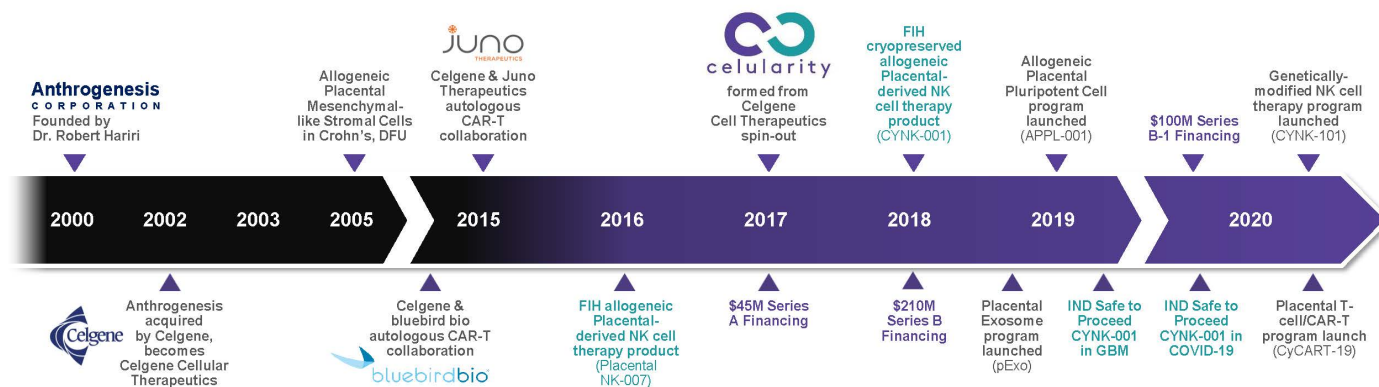 Anthrogenesis
CORPORATION
Founded by
Dr. Robert Hariri
Allogeneic
Placental
Mesenchymal-
like Stromal Cells
in Crohn's, DFU
juno
THERAPEUTICS
Celgene & Juno
Therapeutics
autologous
CAR-T
collaboration
celularity
formed from
Celgene
Cell Therapeutics
spin-out
FIH
cryopreserved
allogeneic
Placental-
derived NK
cell therapy
product
(CYNK-001)
Allogeneic
Placental
Pluripotent Cell
program
launched
(APPL-001)
$100M Series
B-1 Financing
Genetically-
modified NK cell
therapy program
launched
(CYNK-101)
2000
2002
2003
2005
2015
2016
2017
2018
2019
2020
Celgene
Anthrogenesis
acquired
by Celgene,
becomes
Celgene Cellular
Therapeutics
Celgene &
bluebird bio
autologous CAR-T
collaboration
bluebirdbio
FIH allogeneic
Placental-
derived NK cell
therapy product
(Placental
NK-007)
$45M Series
A Financing
$210M
Series B
Financing
Placental
Exosome
program
launched
(pExo)
IND Safe to
Proceed
CYNK-001
in GBM
IND Safe to
Proceed
CYNK-001 in
COVID-19
Placental T-
cell/CAR-T
program launch
(CyCART-19)